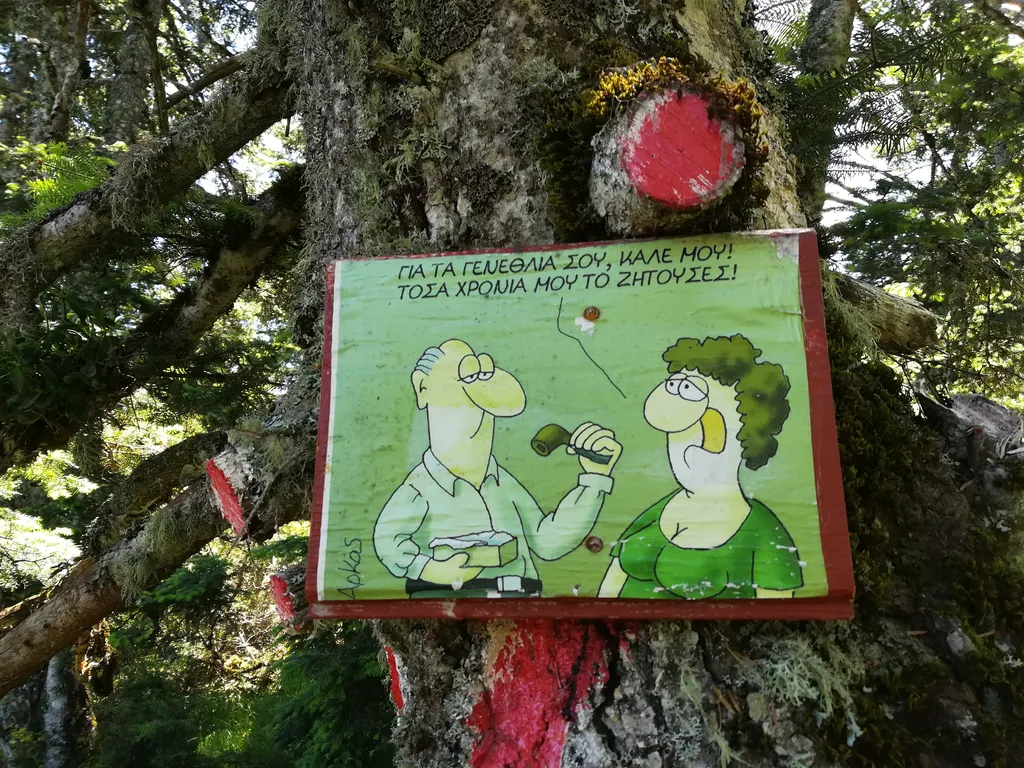 ΓΙΑ ΤΑ ΓΕΝΕΘΛΙΑ ΣΟΥ, ΚΑΛΕ ΜΟΥ!
ΤΟΣΑ ΧΡΟΝΙΑ ΜΟΥ ΤΟ ΖΗΤΟΥΣΕΣ!
Αρκάς